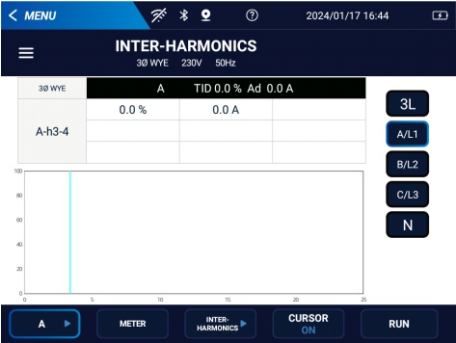 < MENU 2024/01/17 16:44
INTER-HARMONICS
3Ø WYE 230V 50Hz
3Ø WYE A TID 0.0 % Ad 0.0 A
A-h3-4 0.0 % 0.0 A
3L
A/L1
B/L2
C/L3
N
100
80
60
40
20
0
0 5 10 15 20 25
A METER INTER-HARMONICS CURSOR ON RUN